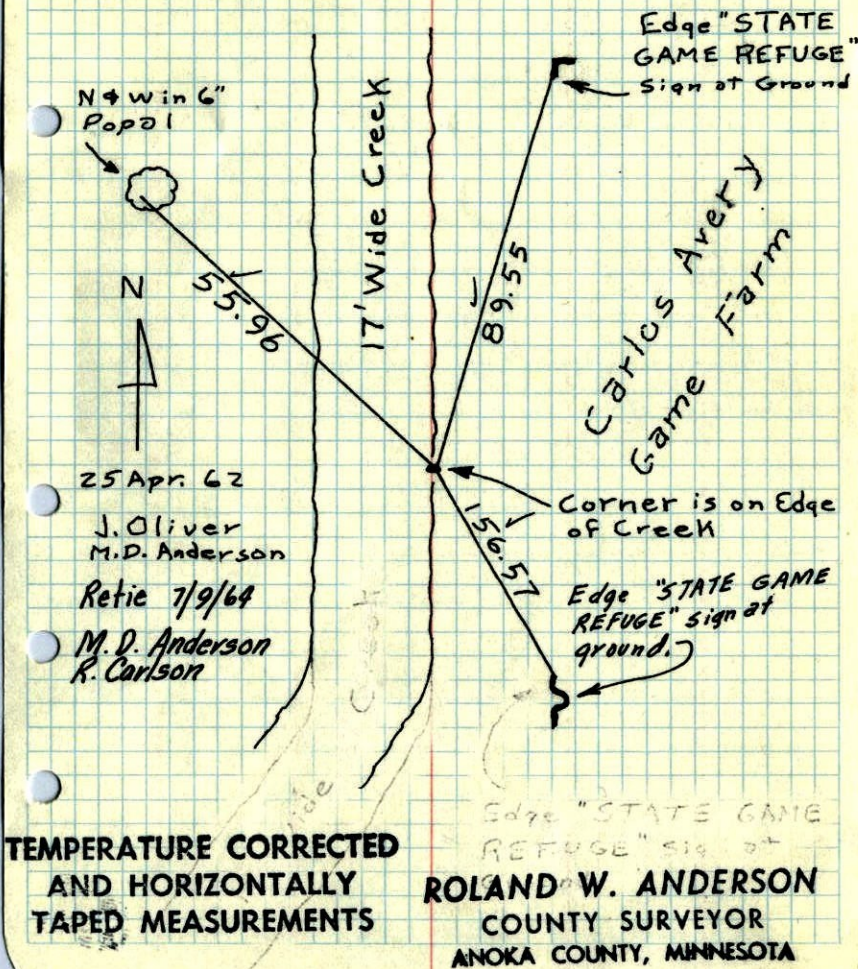 Edge "STATE
GAME REFUGE"
Sign at Ground
N & W in 6"
Popal
17' Wide Creek
55.96
89.55
Carlos Avery
Game Farm
N
25 Apr. 62
J. Oliver
M.D. Anderson
Retie 7/9/64
M.D. Anderson
R. Carlson
Corner is on Edge
of Creek
156.57
Edge "STATE GAME
REFUGE" sign at
ground.
Creek
Wide
Edge "STATE GAME
REFUGE" Sig at
TEMPERATURE CORRECTED
AND HORIZONTALLY
TAPED MEASUREMENTS
ROLAND W. ANDERSON
COUNTY SURVEYOR
ANOKA COUNTY, MINNESOTA